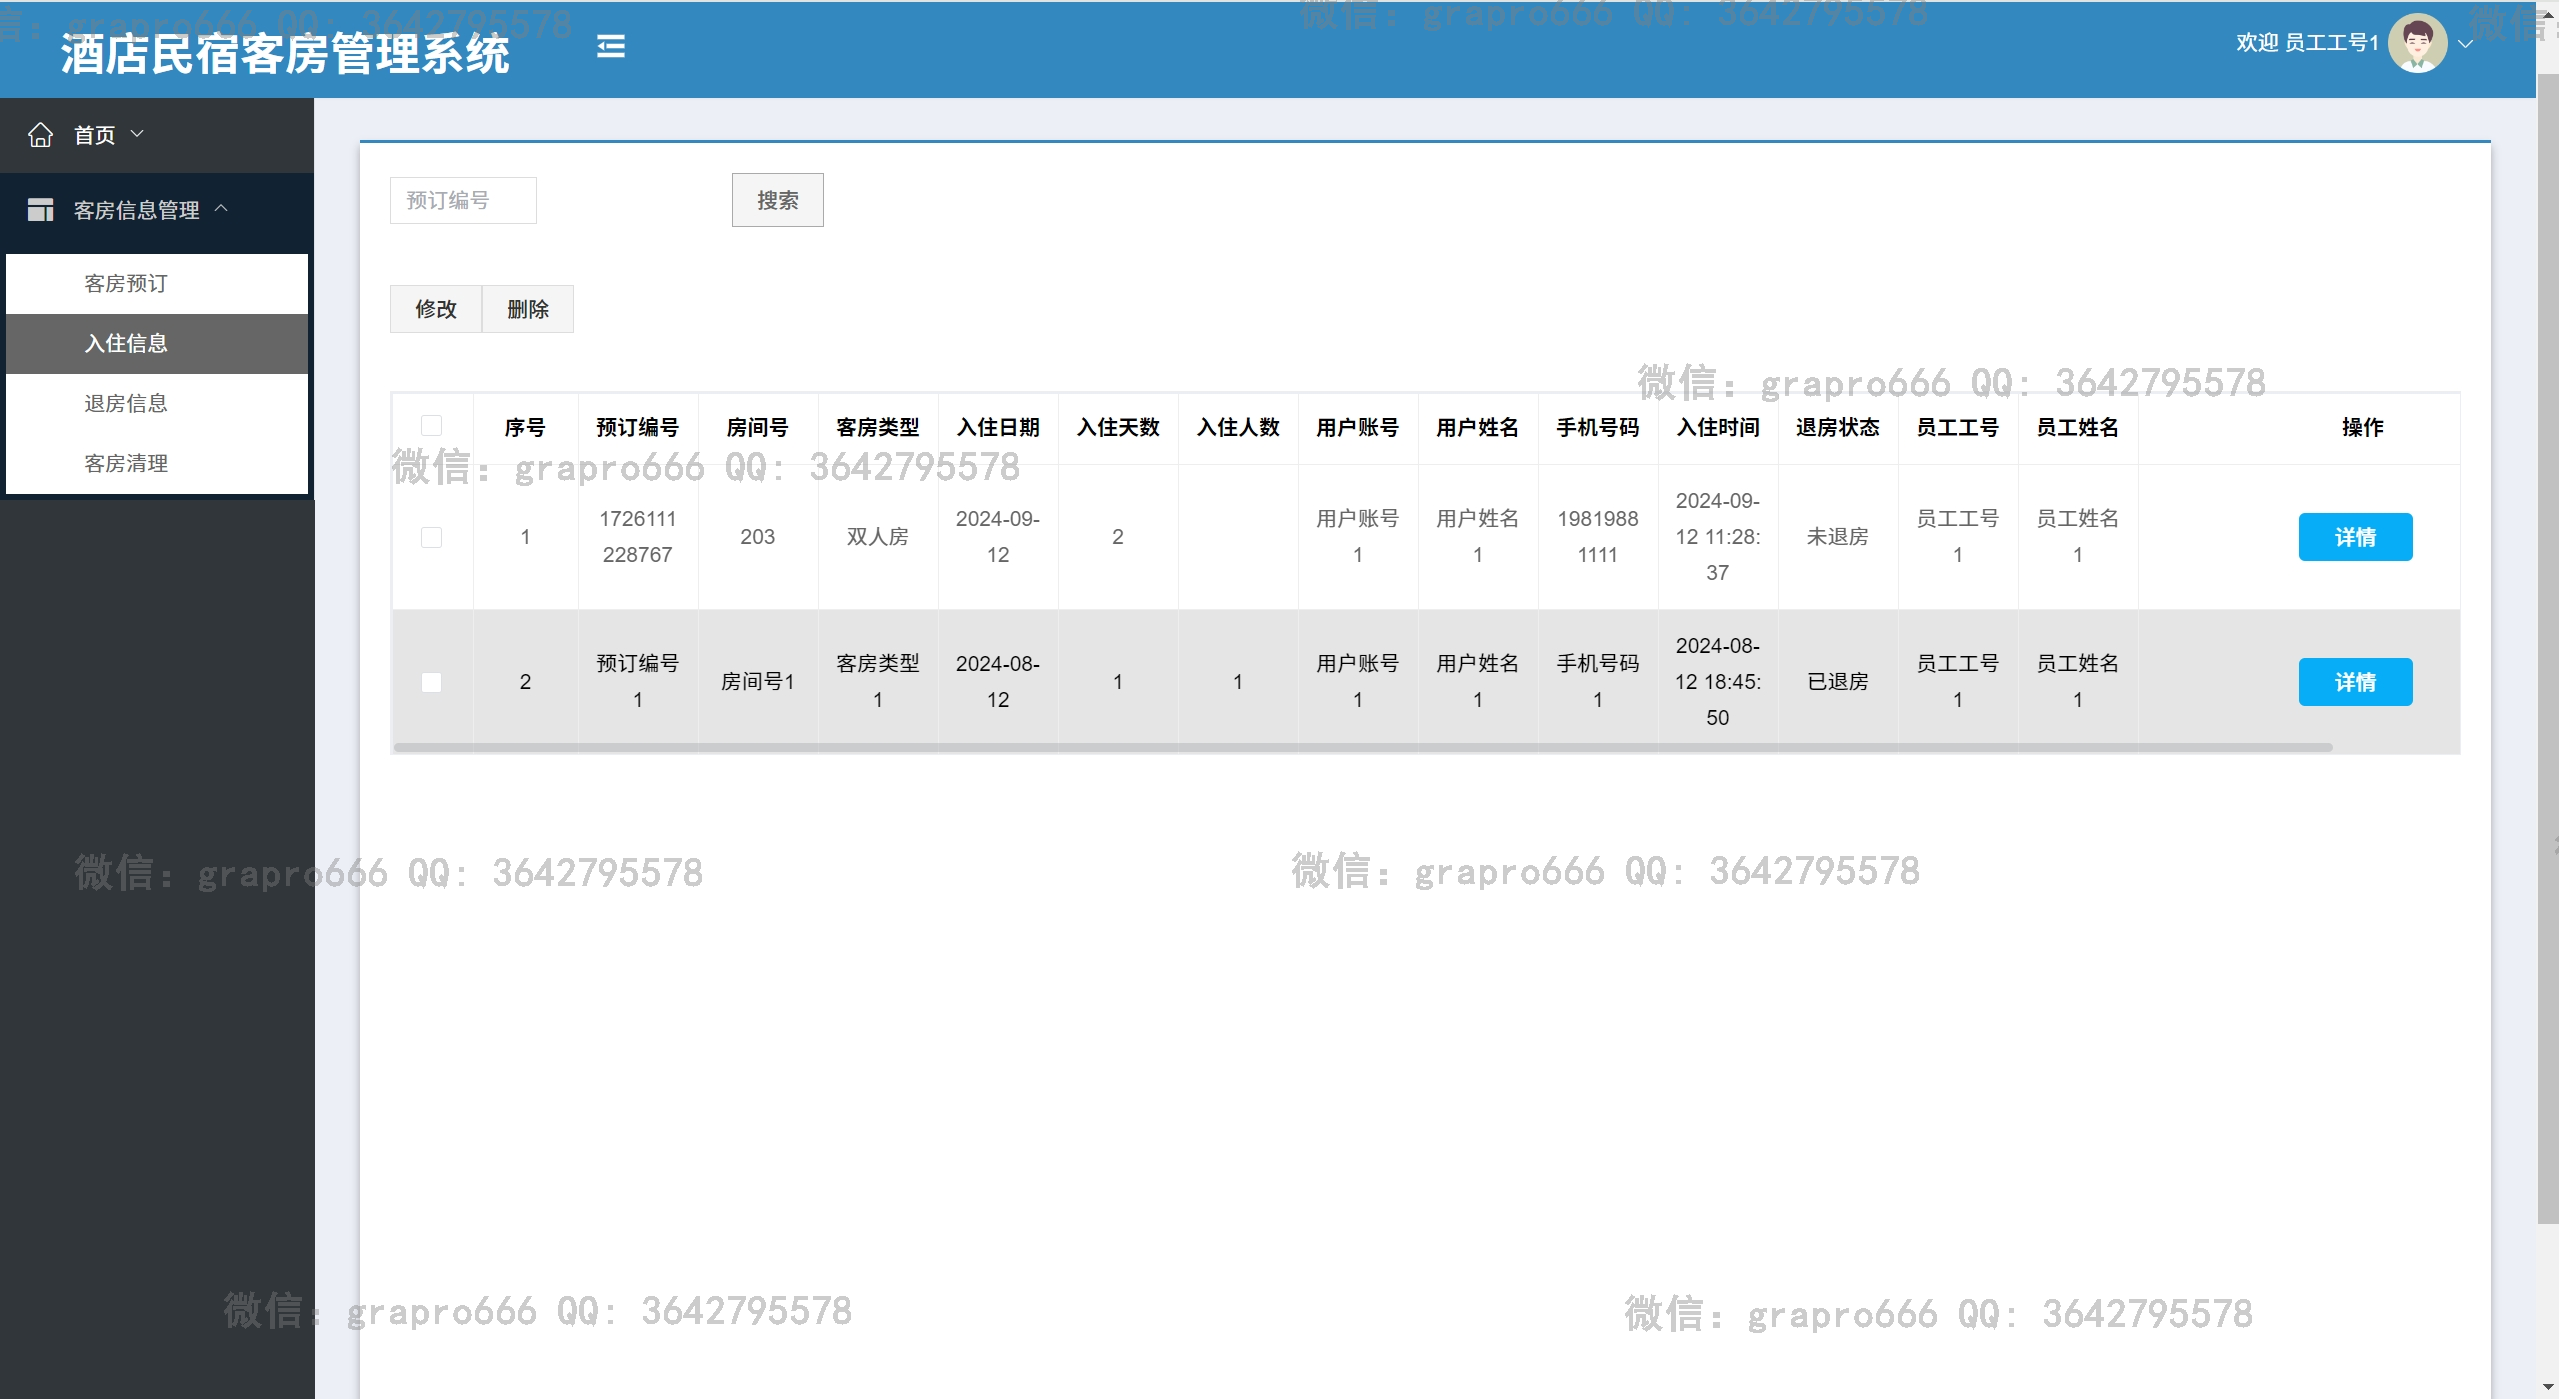 微信: grapro666 QQ: 3642795578
酒店民宿客房管理系统
欢迎 员工工号1
首页
客房信息管理
客房预订
入住信息
退房信息
客房清理
预订编号
搜索
修改 删除
微信: grapro666 QQ: 3642795578
序号 预订编号 房间号 客房类型 入住日期 入住天数 入住人数 用户账号 用户姓名 手机号码 入住时间 退房状态 员工工号 员工姓名 操作
微信: grapro666 QQ: 3642795578
1 1726111228767 203 双人房 2024-09-12 2 用户账号1 用户姓名1 19819881111 2024-09-12 11:28:37 未退房 员工工号1 员工姓名1 详情
2 预订编号1 房间号1 客房类型1 2024-08-12 1 1 用户账号1 用户姓名1 手机号码1 2024-08-12 18:45:50 已退房 员工工号1 员工姓名1 详情
微信: grapro666 QQ: 3642795578
微信: grapro666 QQ: 3642795578
微信: grapro666 QQ: 3642795578
微信: grapro666 QQ: 3642795578